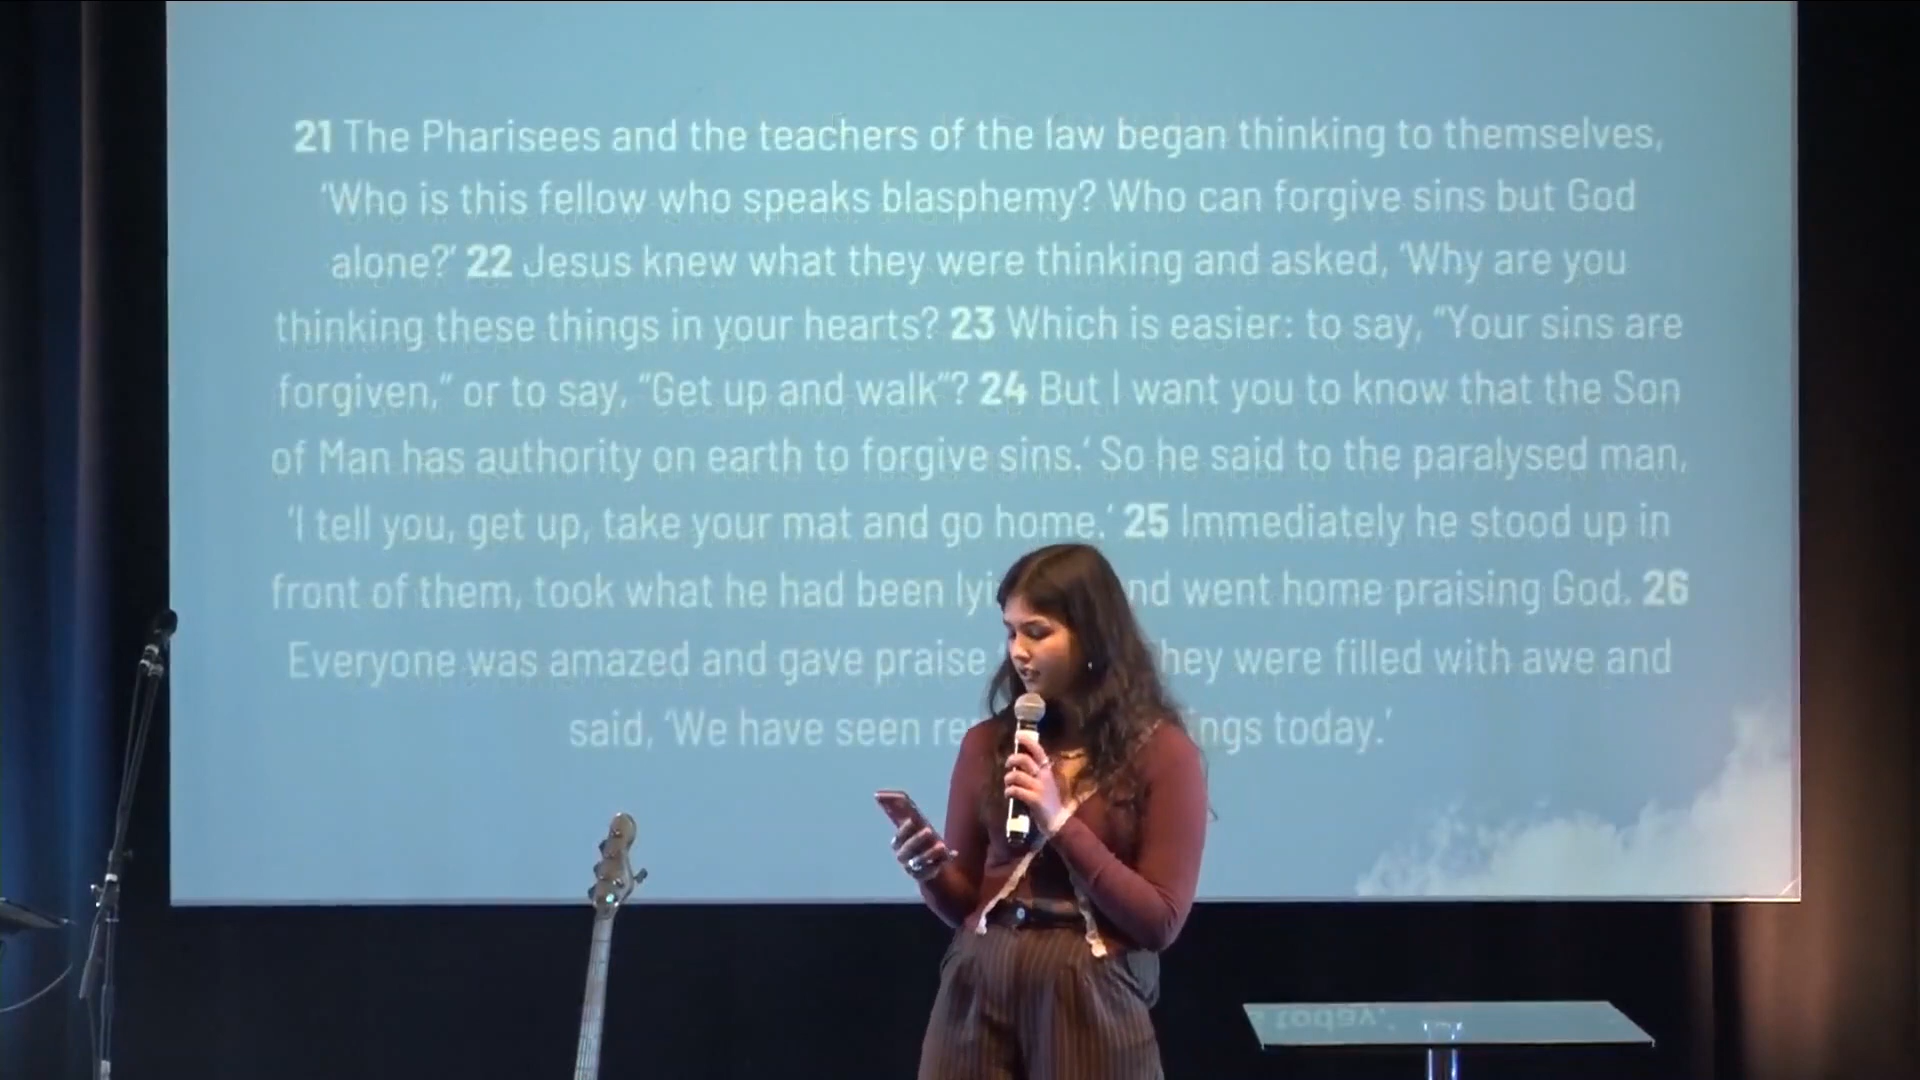 21 The Pharisees and the teachers of the law began thinking to themselves,
‘Who is this fellow who speaks blasphemy? Who can forgive sins but God
alone?’ 22 Jesus knew what they were thinking and asked, ‘Why are you
thinking these things in your hearts? 23 Which is easier: to say, “Your sins are
forgiven,” or to say, “Get up and walk”? 24 But I want you to know that the Son
of Man has authority on earth to forgive sins.’ So he said to the paralysed man,
‘I tell you, get up, take your mat and go home.’ 25 Immediately he stood up in
front of them, took what he had been went home praising God. 26
Everyone was amazed and gave praise were filled with awe and
said, ‘We have seen today.’
today.’